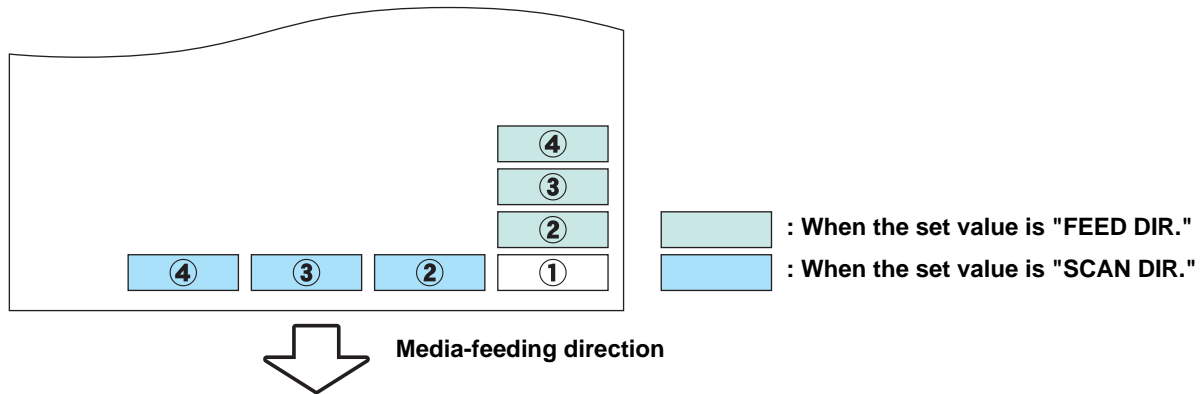 ④
③
②
④ ③ ② ①
: When the set value is "FEED DIR."
: When the set value is "SCAN DIR."
Media-feeding direction